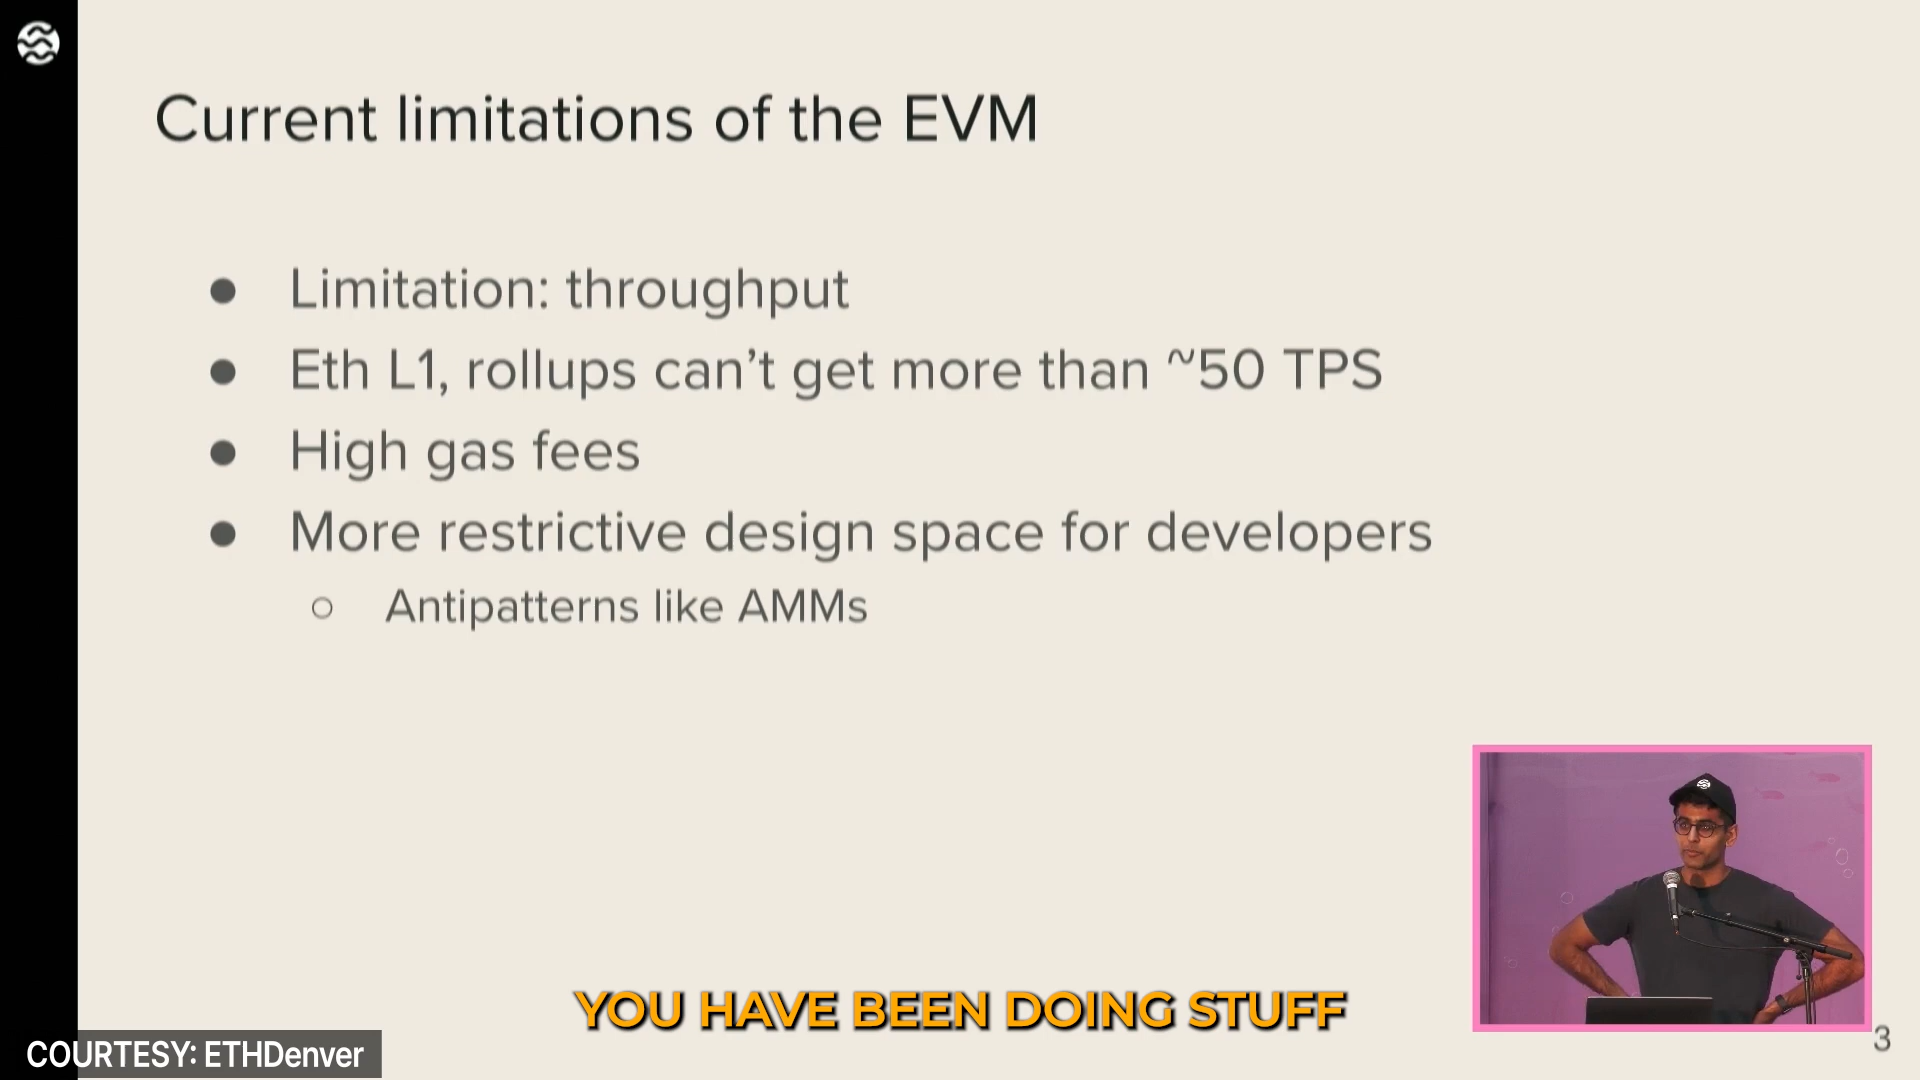 Current limitations of the EVM
● Limitation: throughput
● Eth L1, rollups can’t get more than ~50 TPS
● High gas fees
● More restrictive design space for developers
○ Antipatterns like AMMs
YOU HAVE BEEN DOING STUFF
COURTESY: ETHDenver
3